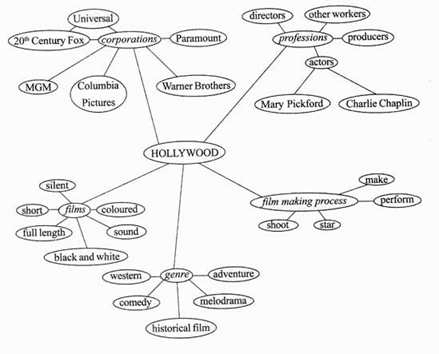 Universal
20th Century Fox
corporations
Paramount
MGM
Columbia
Pictures
Warner Brothers
directors
other workers
professions
producers
actors
Mary Pickford
Charlie Chaplin
HOLLYWOOD
silent
short
films
coloured
full length
sound
black and white
make
film making process
perform
shoot
star
western
genre
adventure
comedy
melodrama
historical film